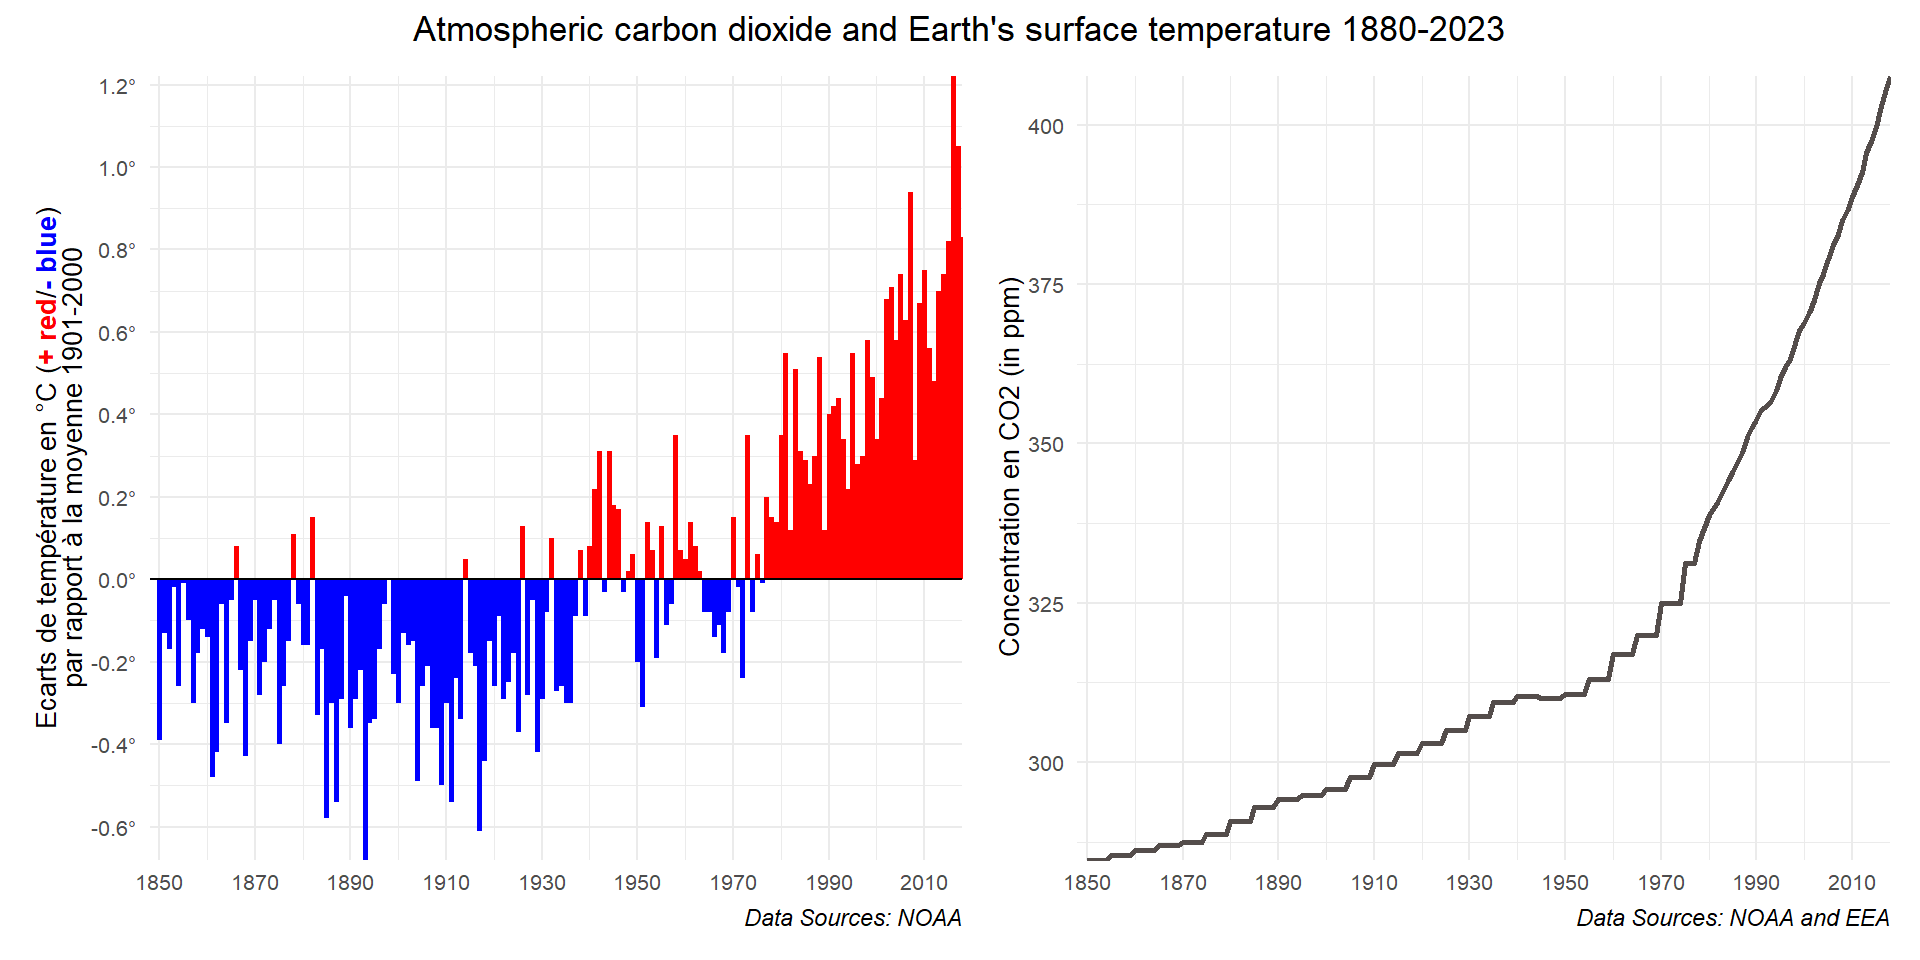 Atmospheric carbon dioxide and Earth's surface temperature 1880-2023
Ecarts de température en °C (+ red/- blue)
par rapport à la moyenne 1901-2000
1.2°
1.0°
0.8°
0.6°
0.4°
0.2°
0.0°
-0.2°
-0.4°
-0.6°
1850 1870 1890 1910 1930 1950 1970 1990 2010
Data Sources: NOAA
Concentration en CO2 (in ppm)
400
375
350
325
300
1850 1870 1890 1910 1930 1950 1970 1990 2010
Data Sources: NOAA and EEA